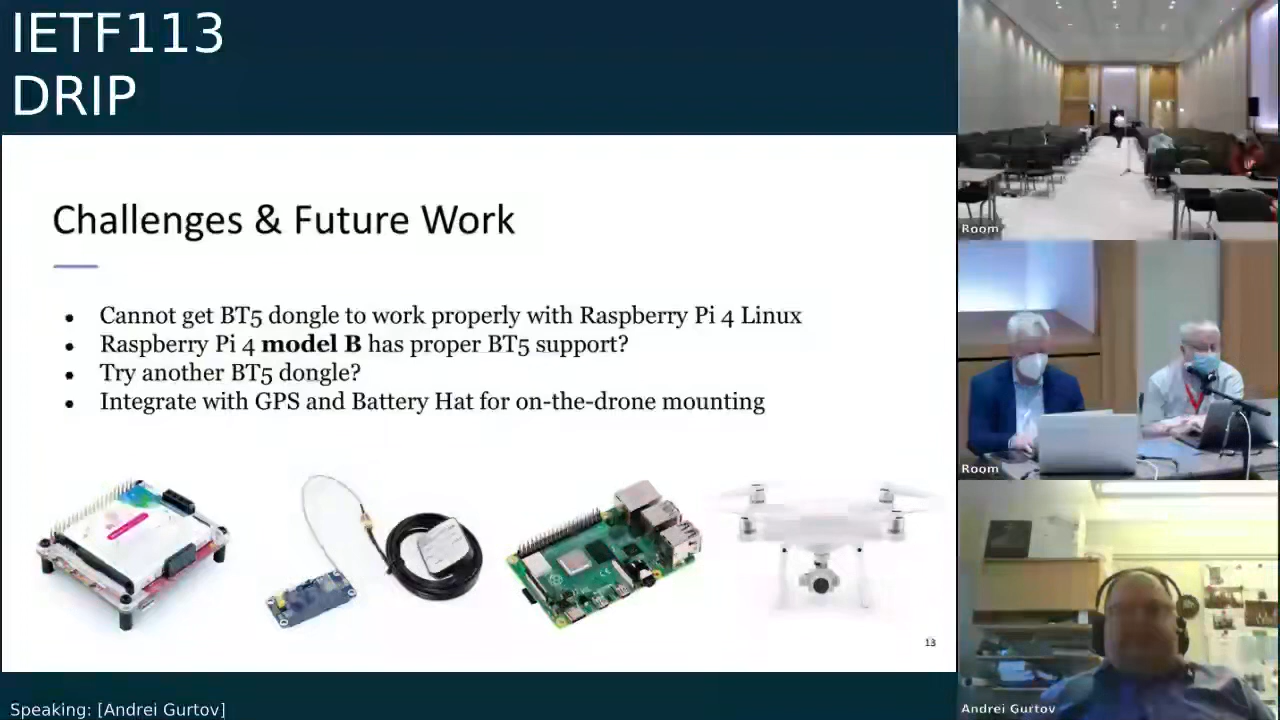 IETF113
DRIP
Challenges & Future Work
• Cannot get BT5 dongle to work properly with Raspberry Pi 4 Linux
• Raspberry Pi 4 model B has proper BT5 support?
• Try another BT5 dongle?
• Integrate with GPS and Battery Hat for on-the-drone mounting
13
Room
Room
Andrei Gurtov
Speaking: [Andrei Gurtov]